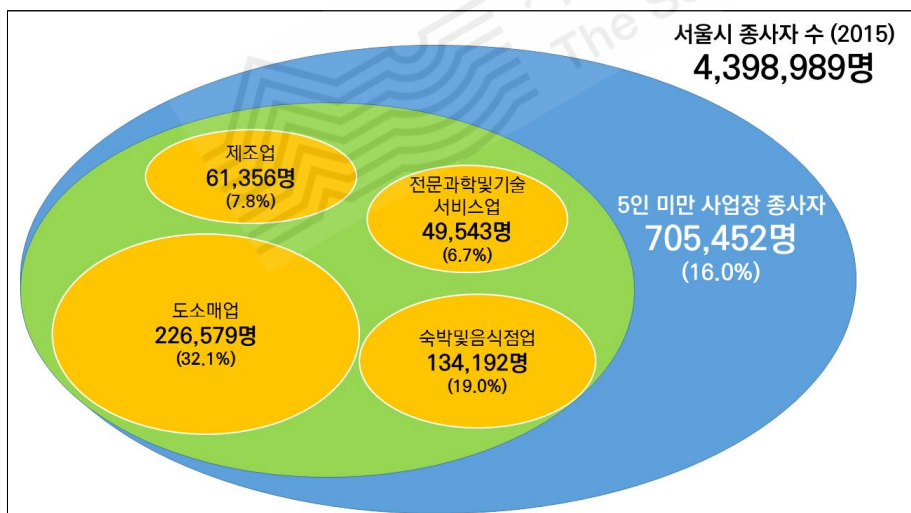 서울시 종사자 수 (2015)
4,398,989명
제조업
61,356명
(7.8%)
전문과학및기술
서비스업
49,543명
(6.7%)
5인 미만 사업장 종사자
705,452명
(16.0%)
도소매업
226,579명
(32.1%)
숙박및음식점업
134,192명
(19.0%)
The